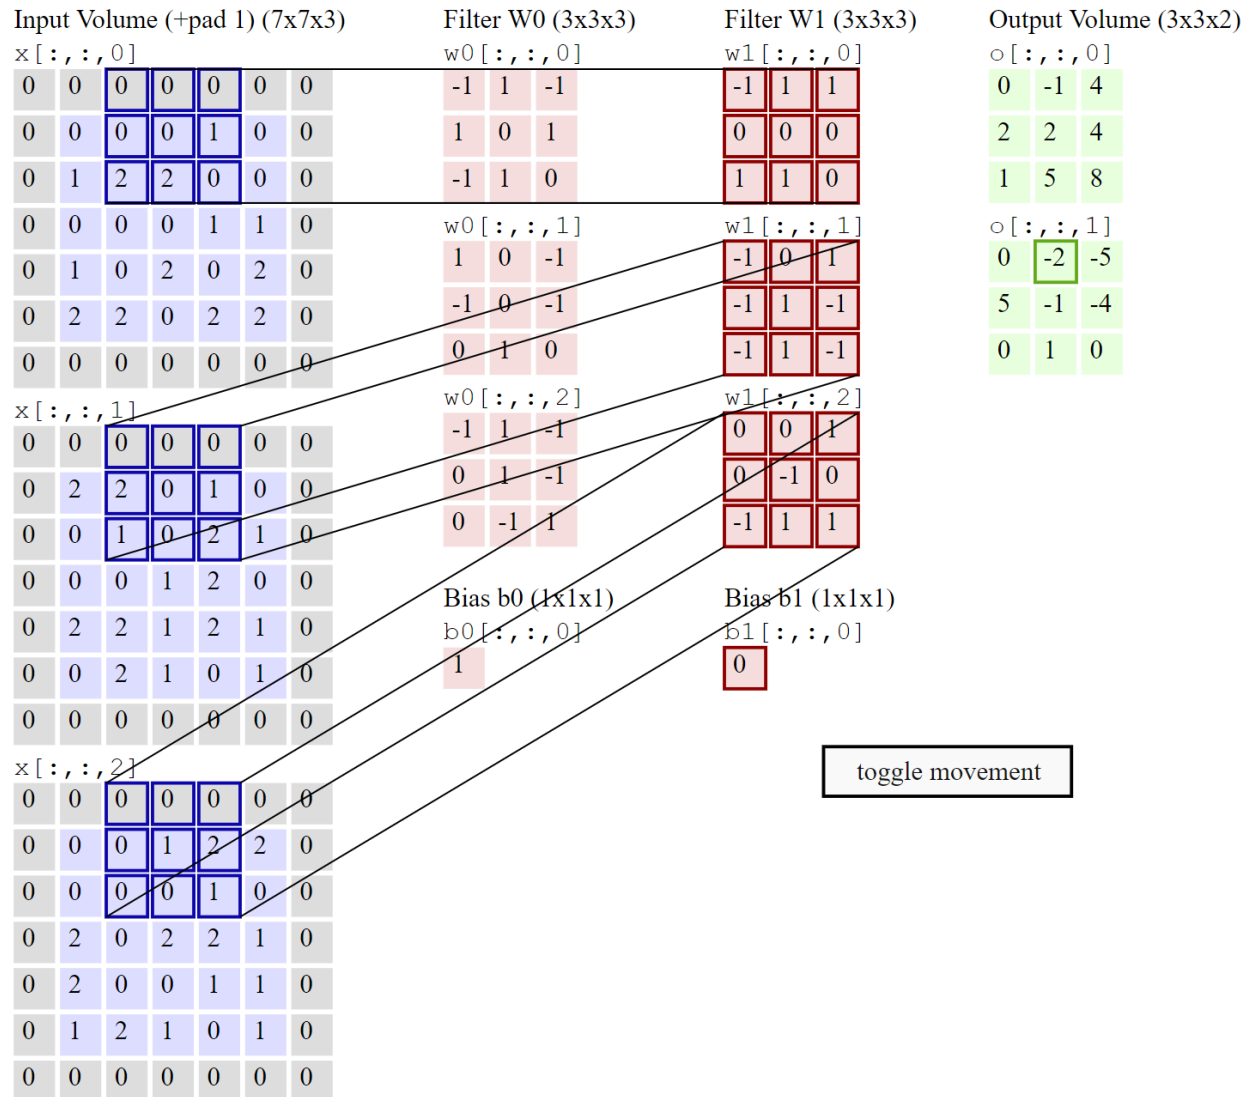 Input Volume (+pad 1) (7x7x3)
x[:,:,0]
0 0 0 0 0 0 0
0 0 0 0 1 0 0
0 1 2 2 0 0 0
0 0 0 0 1 1 0
0 1 0 2 0 2 0
0 2 2 0 2 2 0
0 0 0 0 0 0 0
x[:,:,1]
0 0 0 0 0 0 0
0 2 2 0 1 0 0
0 0 1 0 2 1 0
0 0 0 1 2 0 0
0 2 2 1 2 1 0
0 0 2 1 0 1 0
0 0 0 0 0 0 0
x[:,:,2]
0 0 0 0 0 0 0
0 0 0 1 2 2 0
0 0 0 0 1 0 0
0 2 0 2 2 1 0
0 2 0 0 1 1 0
0 1 2 1 0 1 0
0 0 0 0 0 0 0
Filter W0 (3x3x3)
w0[:,:,0]
-1 1 -1
1 0 1
-1 1 0
w0[:,:,1]
1 0 -1
-1 0 -1
0 1 0
w0[:,:,2]
-1 1 -1
0 1 -1
0 -1 1
Bias b0 (1x1x1)
b0[:,:,0]
1
Filter W1 (3x3x3)
w1[:,:,0]
-1 1 1
0 0 0
1 1 0
w1[:,:,1]
-1 0 1
-1 1 -1
-1 1 -1
w1[:,:,2]
0 0 1
0 -1 0
-1 1 1
Bias b1 (1x1x1)
b1[:,:,0]
0
Output Volume (3x3x2)
o[:,:,0]
0 -1 4
2 2 4
1 5 8
o[:,:,1]
0 -2 -5
5 -1 -4
0 1 0
toggle movement